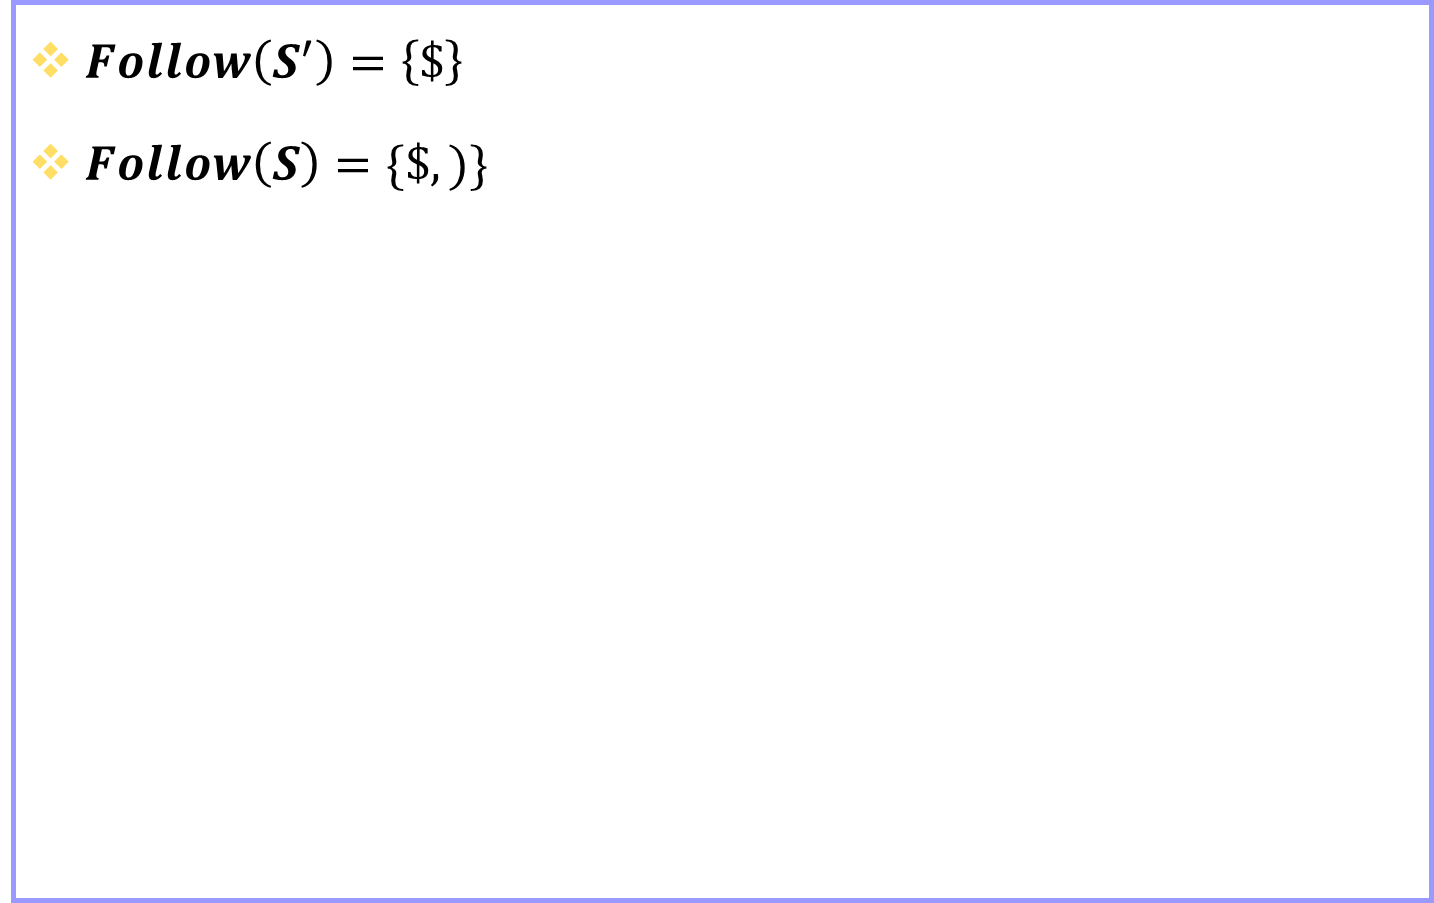 ❖ Follow(S′) = {$}
❖ Follow(S) = {$, )}